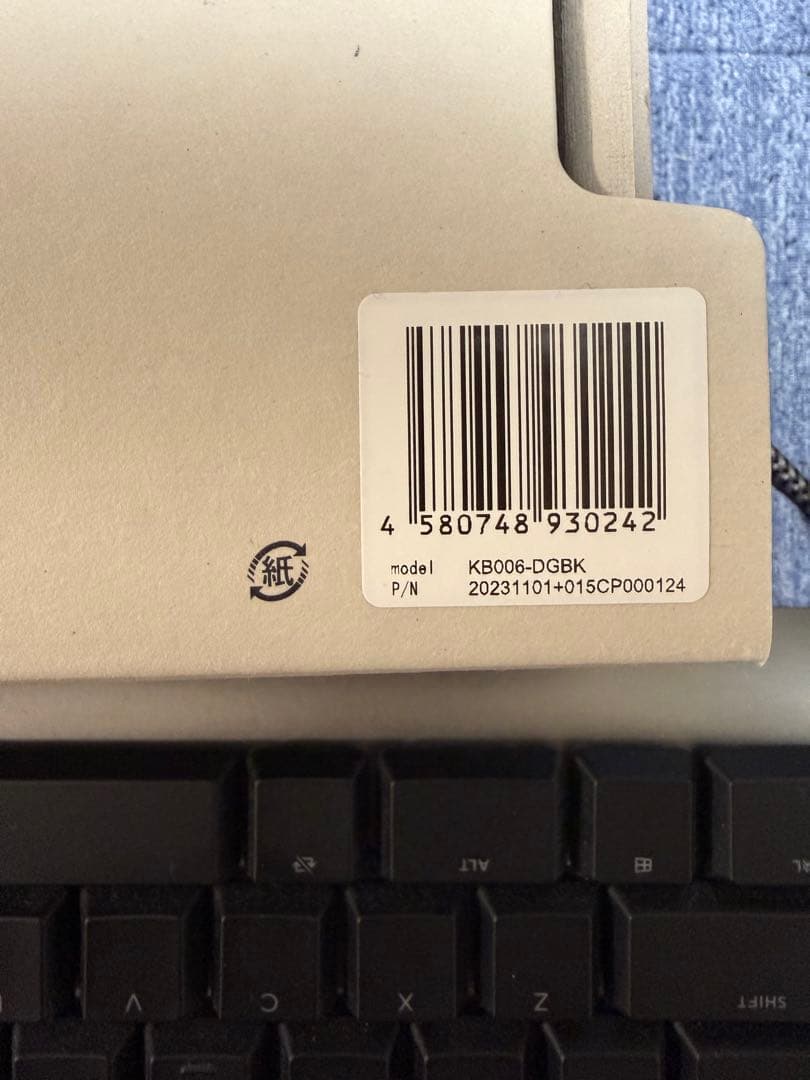 4 580748 930242
model KB006-DGBK
P/N 20231101+015CP000124
紙
ALT
V C X Z SHIFT